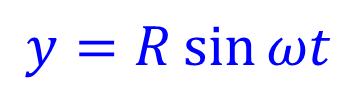 y = R sin ωt